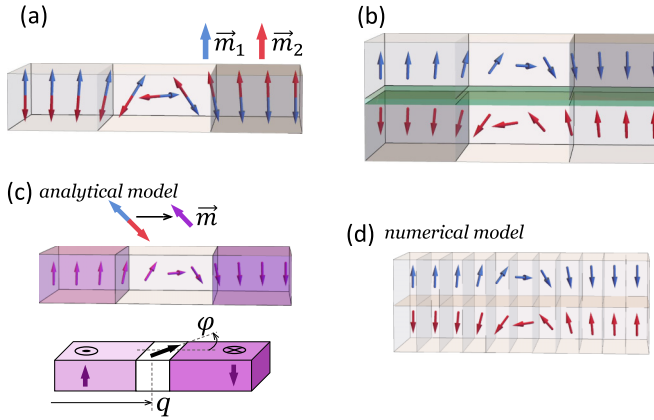 (a)
m⃗₁ m⃗₂
(b)
(c) analytical model
m⃗
φ
q
(d) numerical model